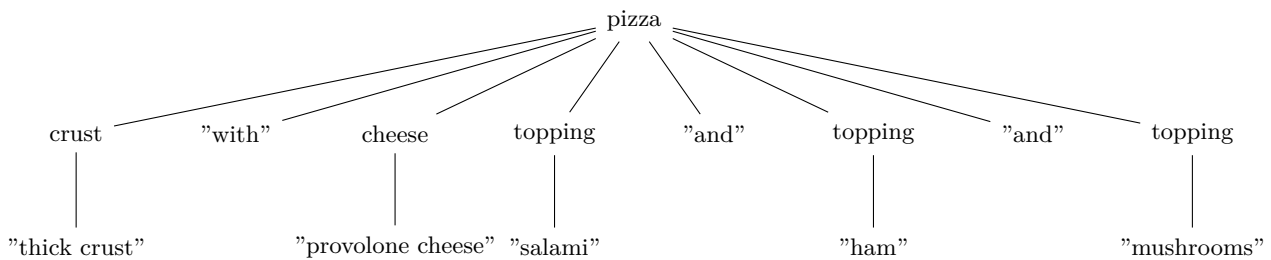 pizza
crust ”with” cheese topping ”and” topping ”and” topping
”thick crust” ”provolone cheese” ”salami” ”ham” ”mushrooms”